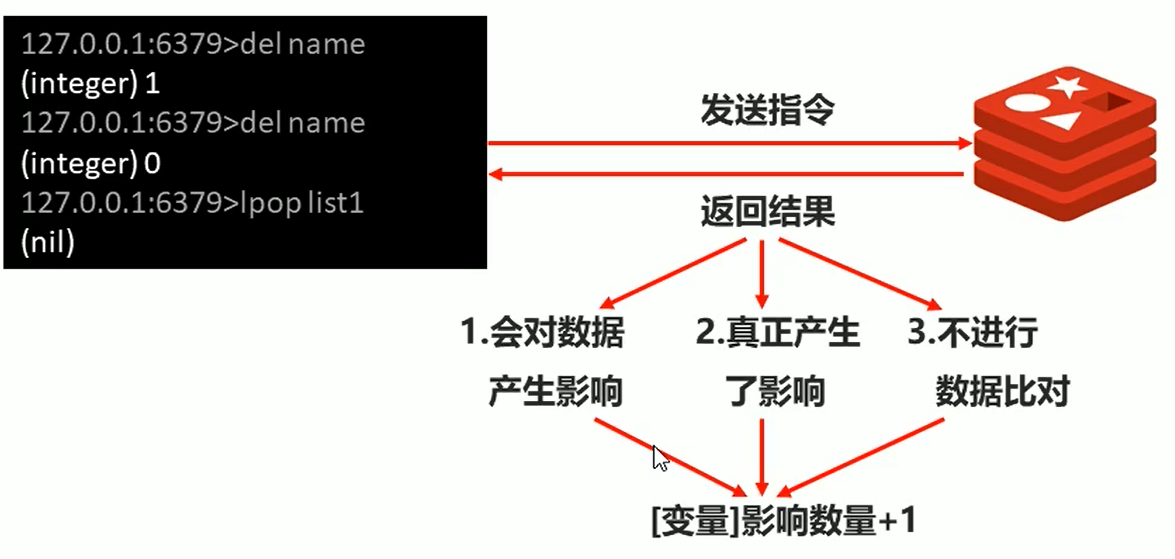 127.0.0.1:6379>del name
(integer) 1
127.0.0.1:6379>del name
(integer) 0
127.0.0.1:6379>lpop list1
(nil)
发送指令
返回结果
1.会对数据
产生影响
2.真正产生
了影响
3.不进行
数据比对
[变量]影响数量+1